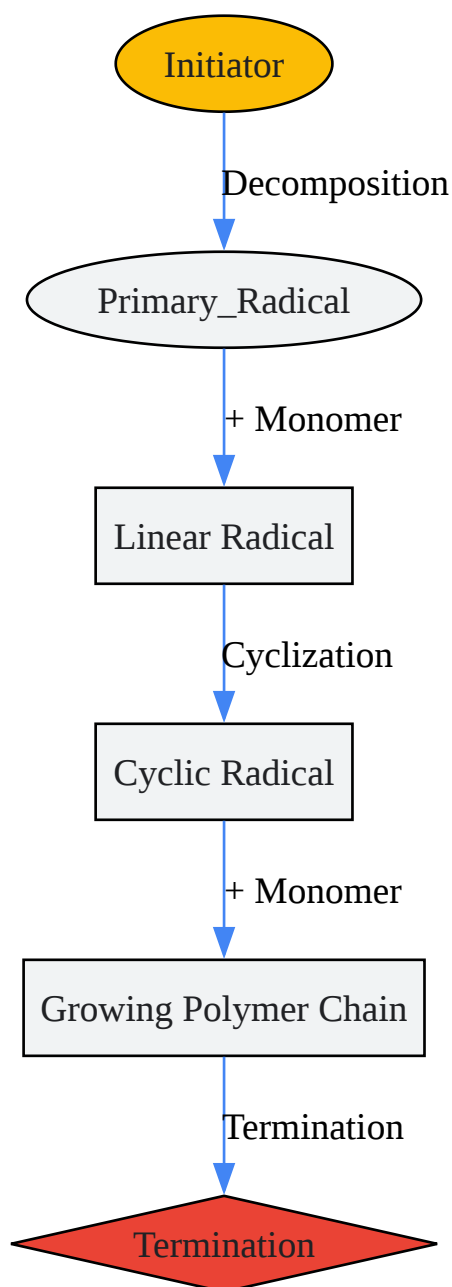 Initiator
Decomposition
Primary_Radical
+ Monomer
Linear Radical
Cyclization
Cyclic Radical
+ Monomer
Growing Polymer Chain
Termination
Termination